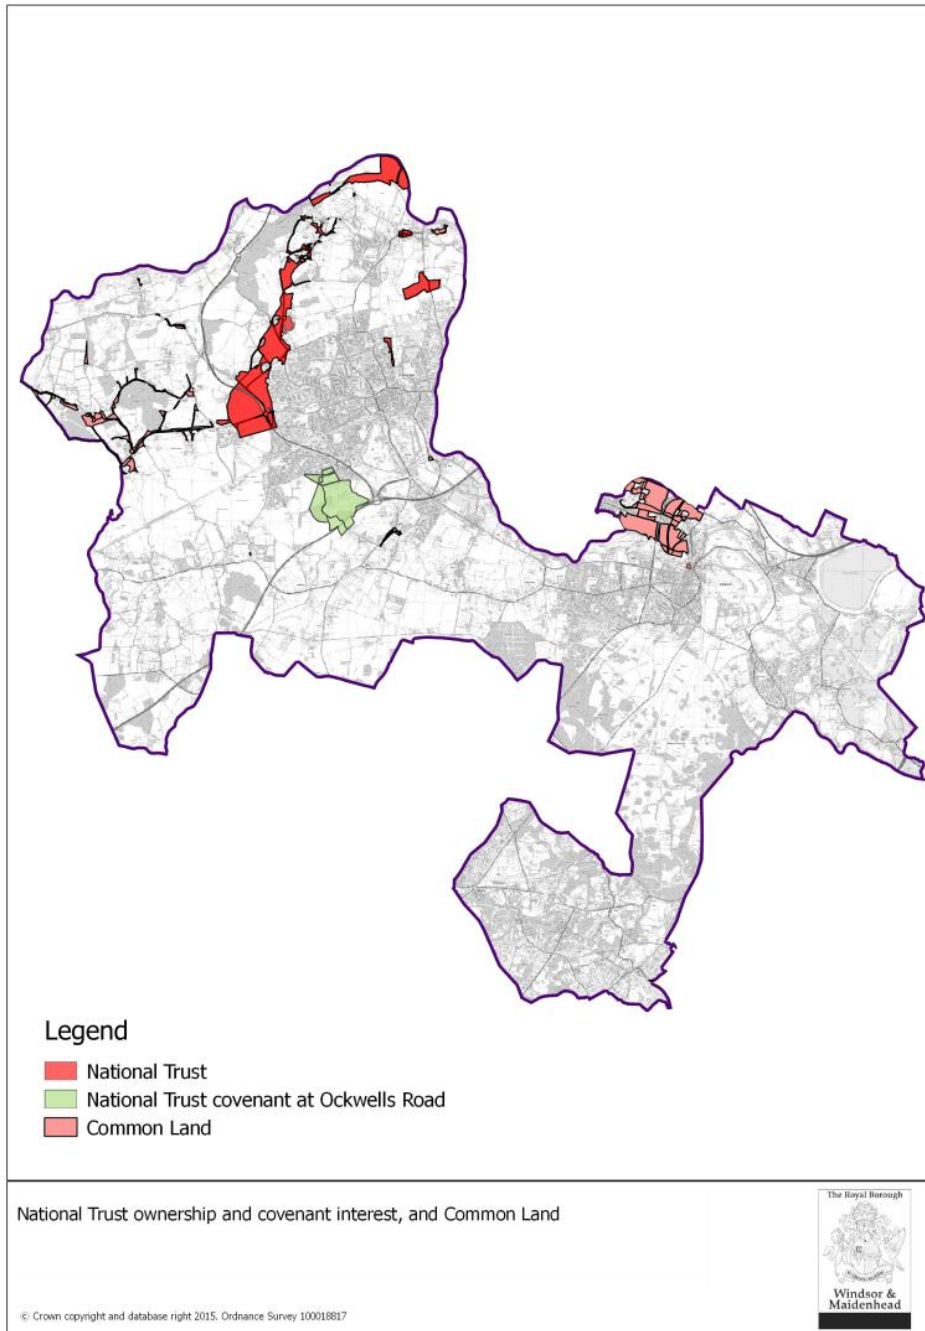 Legend
National Trust
National Trust covenant at Ockwells Road
Common Land
National Trust ownership and covenant interest, and Common Land
© Crown copyright and database right 2015. Ordnance Survey 100018817
The Royal Borough
Windsor &
Maidenhead